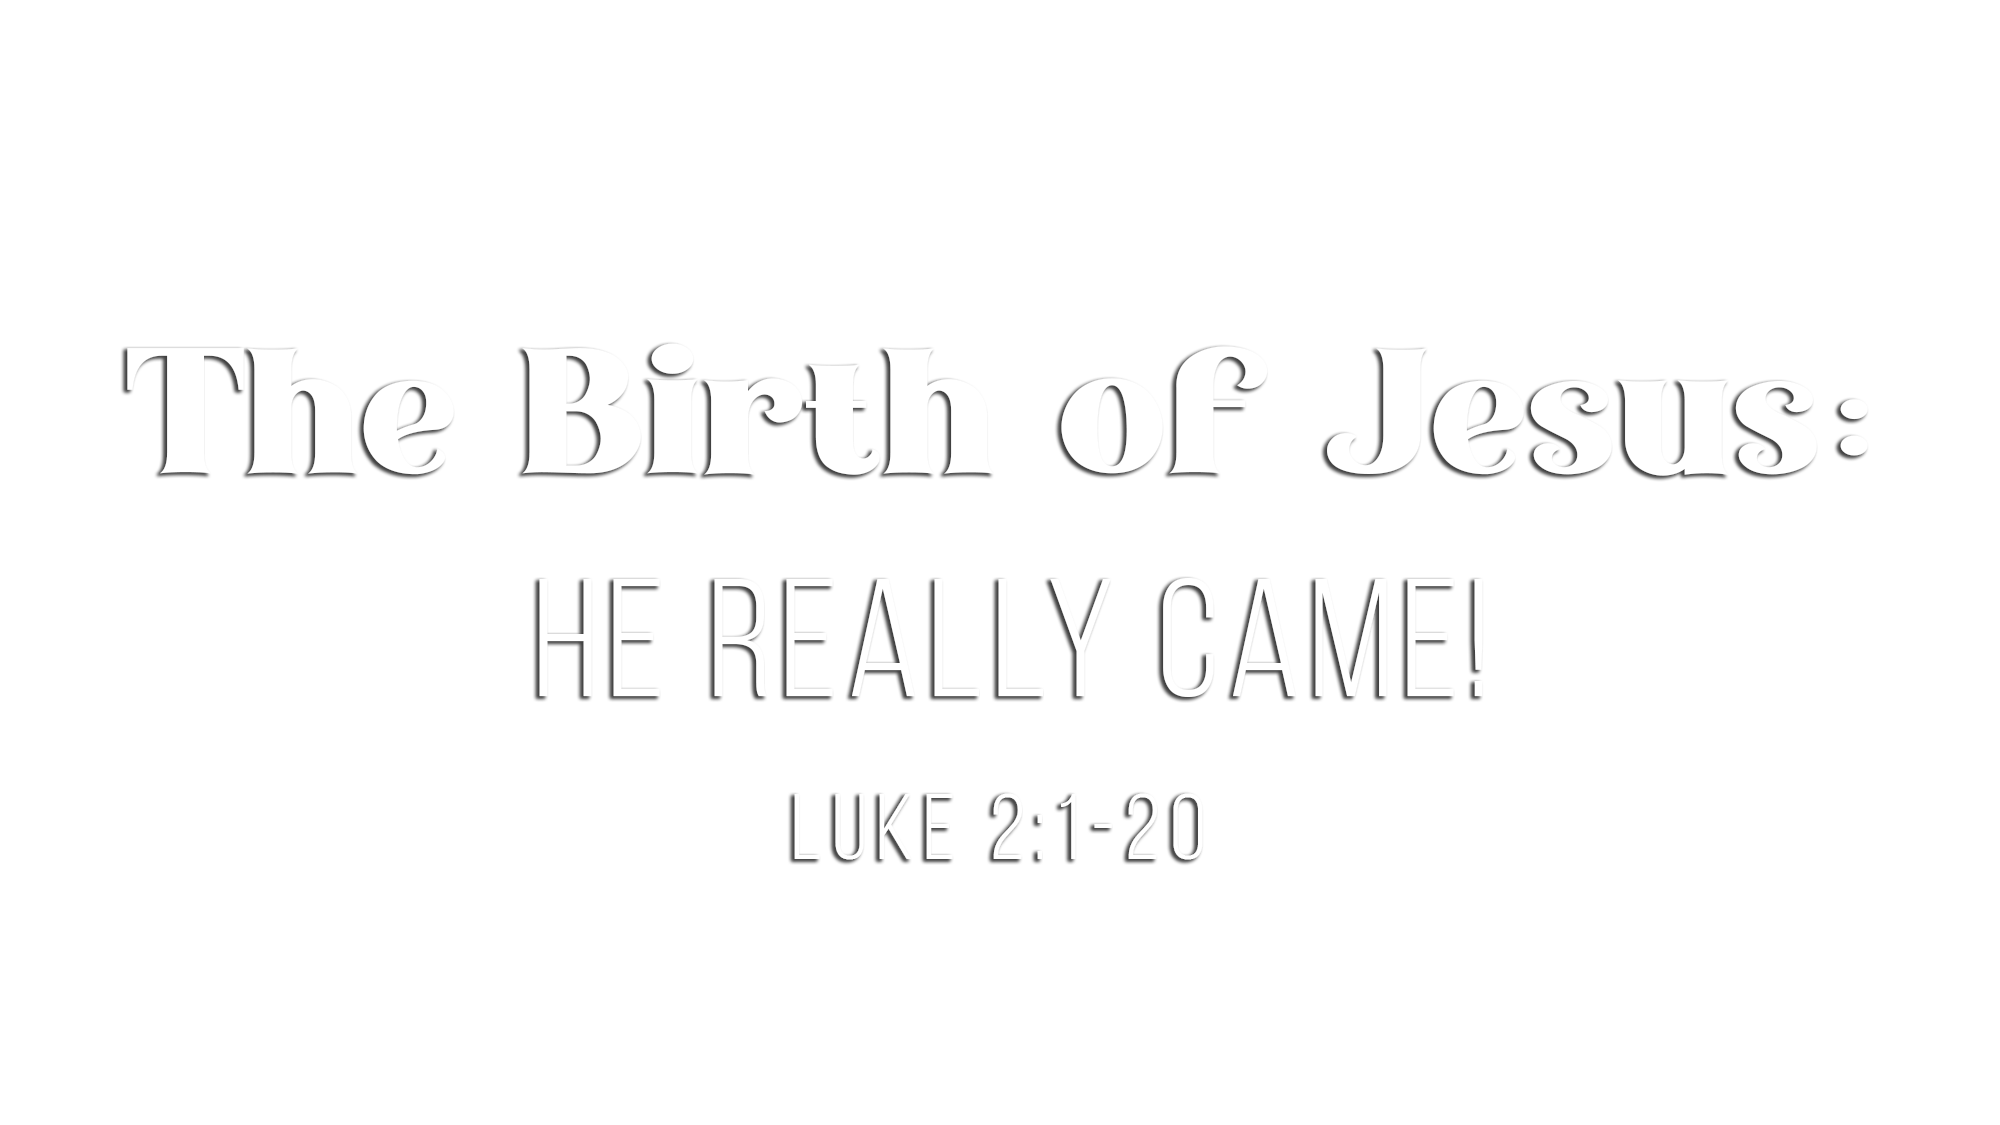 The Birth of Jesus:
HE REALLY CAME!
LUKE 2:1-20